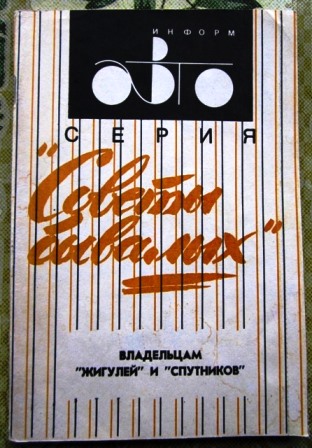 ИНФОРМ
АВТО
СЕРИЯ
"Советы
бывалых"
ВЛАДЕЛЬЦАМ
"ЖИГУЛЕЙ" И "СПУТНИКОВ"